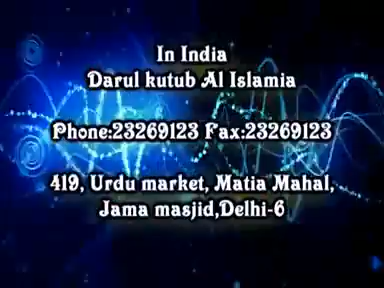 In India
Darul kutub Al Islamia
Phone:23269123 Fax:23269123
419, Urdu market, Matia Mahal,
Jama masjid,Delhi-6